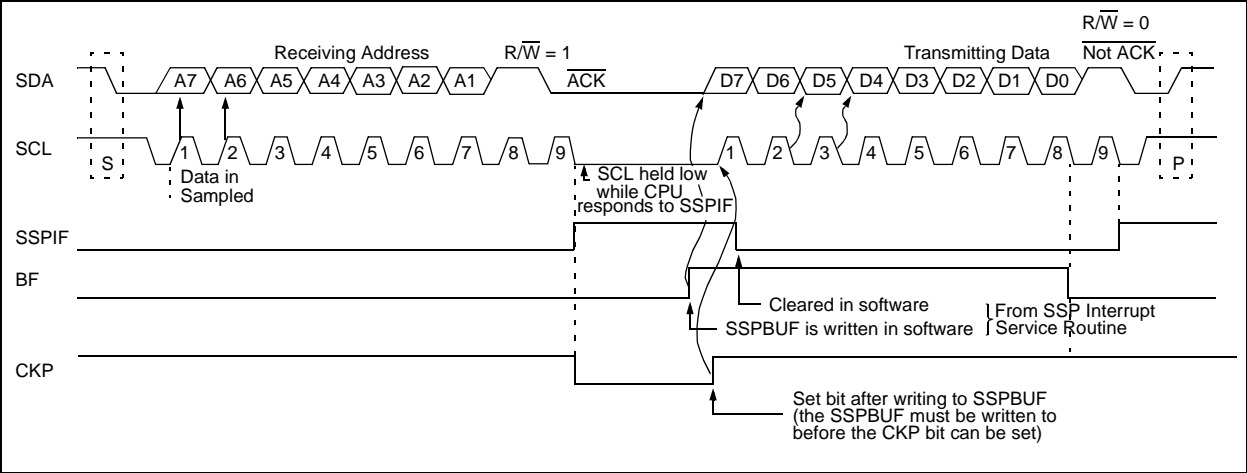 R/W = 0
Receiving Address R/W = 1 Transmitting Data Not ACK
SDA A7 A6 A5 A4 A3 A2 A1 ACK D7 D6 D5 D4 D3 D2 D1 D0
SCL S 1 2 3 4 5 6 7 8 9 1 2 3 4 5 6 7 8 9 P
Data in
Sampled
SCL held low
while CPU
responds to SSPIF
SSPIF
BF
Cleared in software
SSPBUF is written in software
From SSP Interrupt
Service Routine
CKP
Set bit after writing to SSPBUF
(the SSPBUF must be written to
before the CKP bit can be set)